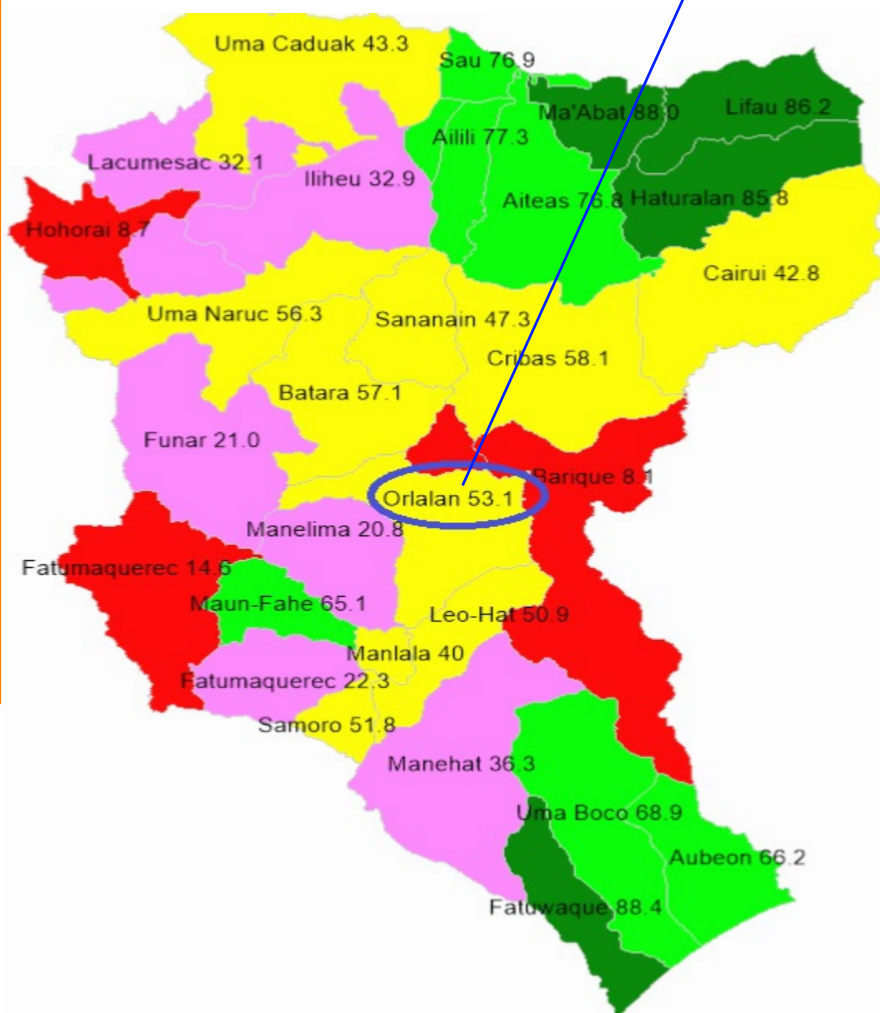 Uma Caduak 43.3
Sau 76.9
Ma'Abat 88.0
Lifau 86.2
Ailili 77.3
Lacumesac 32.1
Iliheu 32.9
Aiteas 76.8
Haturalan 85.8
Hohorai 8.7
Cairui 42.8
Uma Naruc 56.3
Sananain 47.3
Cribas 58.1
Batara 57.1
Funar 21.0
Barique 8.1
Orlalan 53.1
Manelima 20.8
Fatumaquerec 14.6
Maun-Fahe 65.1
Leo-Hat 50.9
Manlala 40
Fatumaquerec 22.3
Samoro 51.8
Manehat 36.3
Uma Boco 68.9
Aubeon 66.2
Fatuwaque 88.4